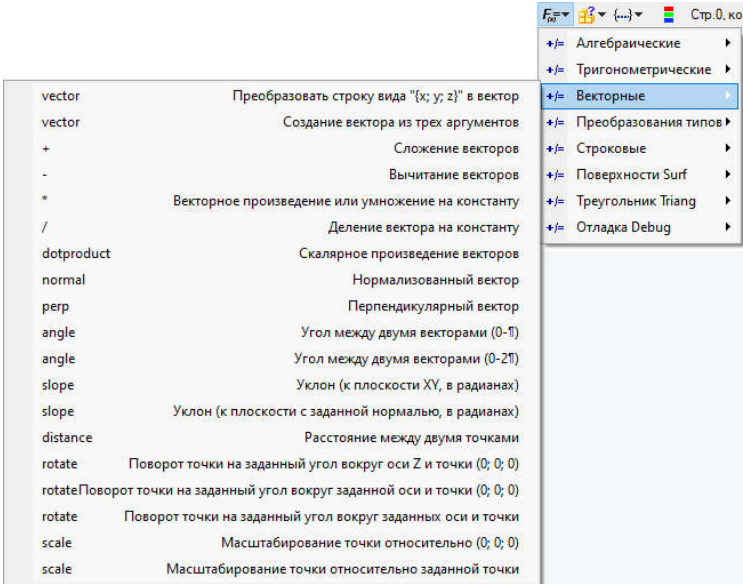 F(x) {...} Стр.0, ко
+/= Алгебраические
+/= Тригонометрические
+/= Векторные
+/= Преобразования типов
+/= Строковые
+/= Поверхности Surf
+/= Треугольник Triang
+/= Отладка Debug
vector Преобразовать строку вида "{x; y; z}" в вектор
vector Создание вектора из трех аргументов
+ Сложение векторов
- Вычитание векторов
* Векторное произведение или умножение на константу
/ Деление вектора на константу
dotproduct Скалярное произведение векторов
normal Нормализованный вектор
perp Перпендикулярный вектор
angle Угол между двумя векторами (0-¶)
angle Угол между двумя векторами (0-2¶)
slope Уклон (к плоскости XY, в радианах)
slope Уклон (к плоскости с заданной нормалью, в радианах)
distance Расстояние между двумя точками
rotate Поворот точки на заданный угол вокруг оси Z и точки (0; 0; 0)
rotate Поворот точки на заданный угол вокруг заданной оси и точки (0; 0; 0)
rotate Поворот точки на заданный угол вокруг заданных оси и точки
scale Масштабирование точки относительно (0; 0; 0)
scale Масштабирование точки относительно заданной точки